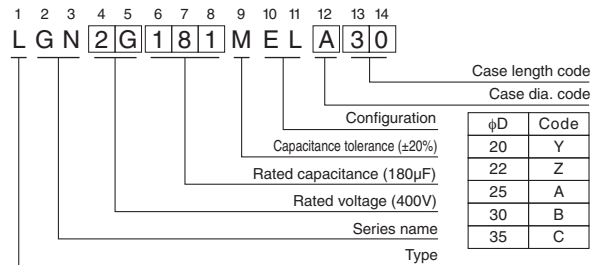 1 2 3 4 5 6 7 8 9 10 11 12 13 14
L G N 2 G 1 8 1 M E L A 3 0
Case length code
Case dia. code
Configuration
Capacitance tolerance (±20%)
Rated capacitance (180µF)
Rated voltage (400V)
Series name
Type
ϕD Code
20 Y
22 Z
25 A
30 B
35 C